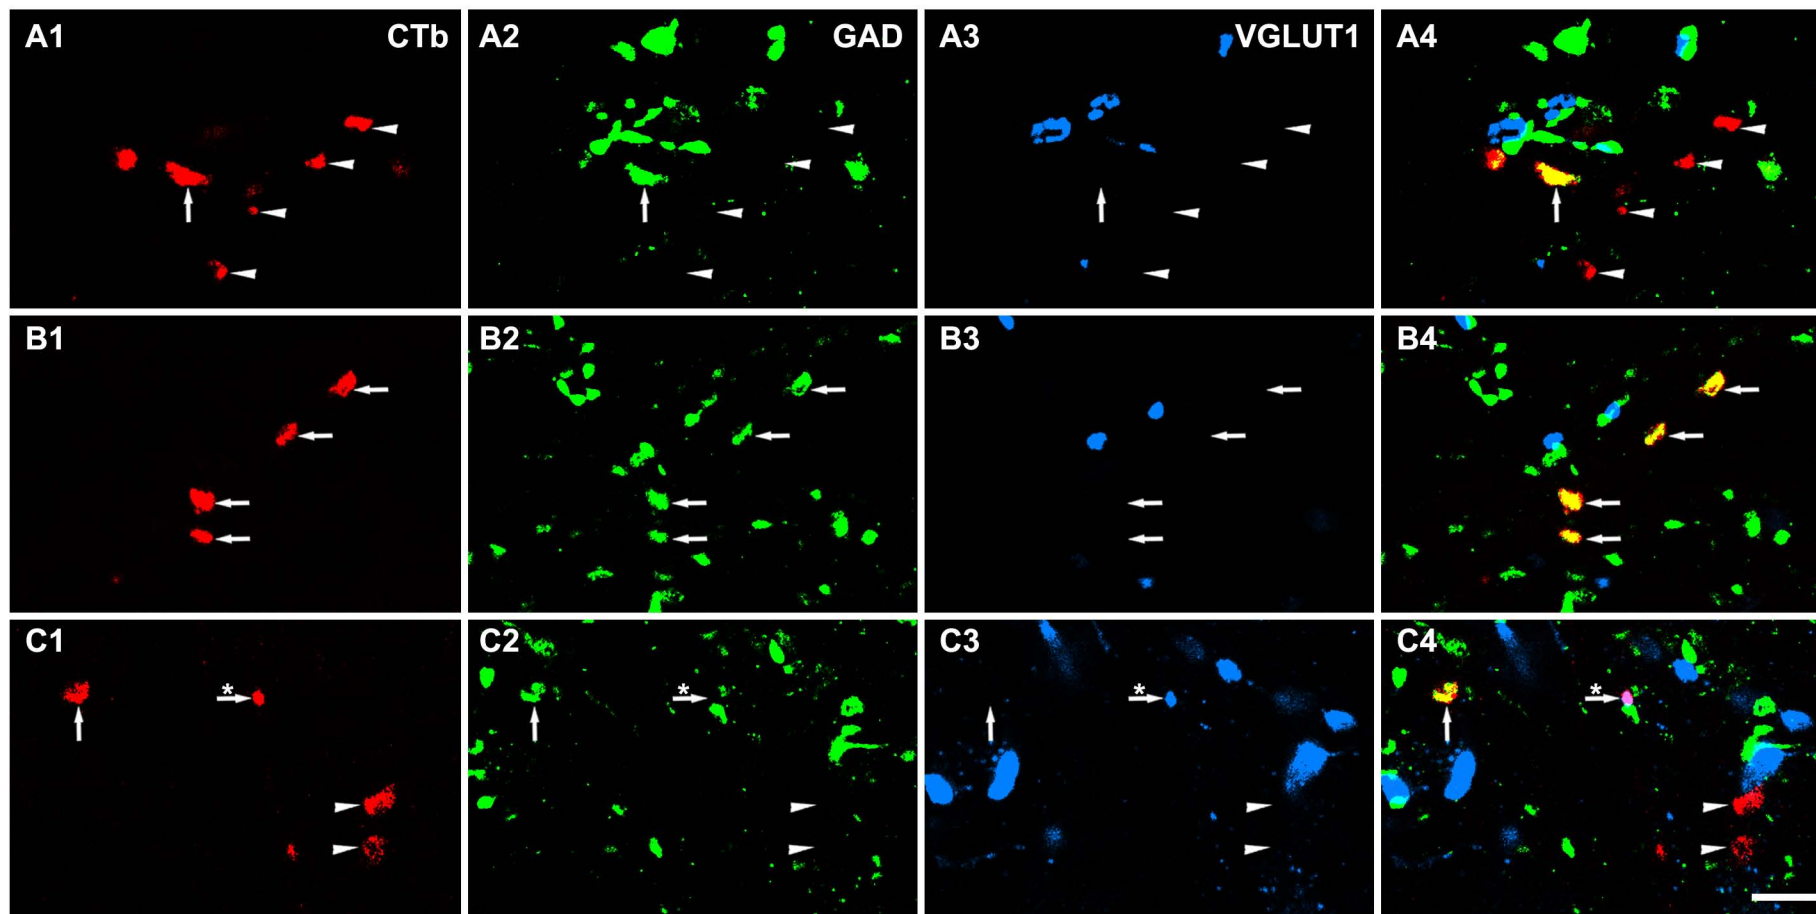 A1 CTb A2 GAD A3 VGLUT1 A4
B1 B2 B3 B4
C1 C2 C3 C4
* * * *